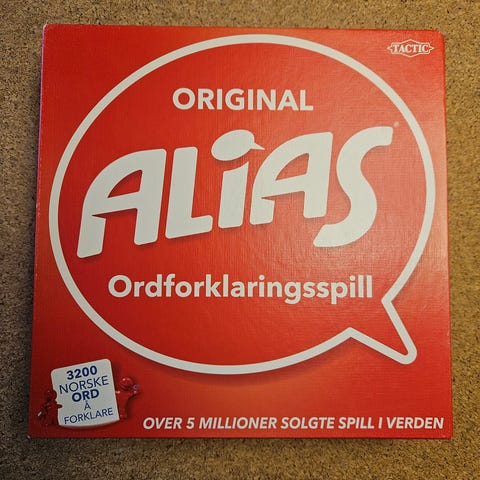 TACTIC
ORIGINAL
ALiAS®
Ordforklaringsspill
3200
NORSKE
ORD
Å
FORKLARE
OVER 5 MILLIONER SOLGTE SPILL I VERDEN